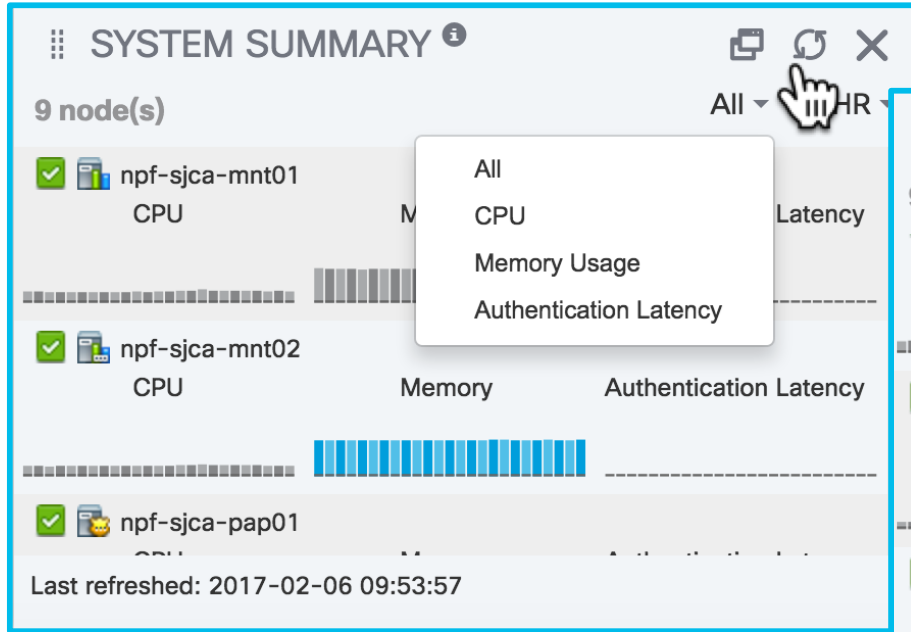 SYSTEM SUMMARY
9 node(s)
All HR
npf-sjca-mnt01
CPU M Latency
All
CPU
Memory Usage
Authentication Latency
npf-sjca-mnt02
CPU Memory Authentication Latency
npf-sjca-pap01
Last refreshed: 2017-02-06 09:53:57